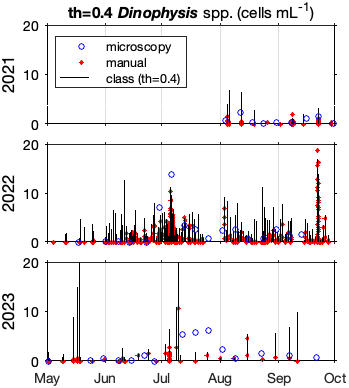 th=0.4 Dinophysis spp. (cells mL⁻¹)
2021
20
10
0
microscopy
manual
class (th=0.4)
2022
20
10
0
2023
20
10
0
May Jun Jul Aug Sep Oct